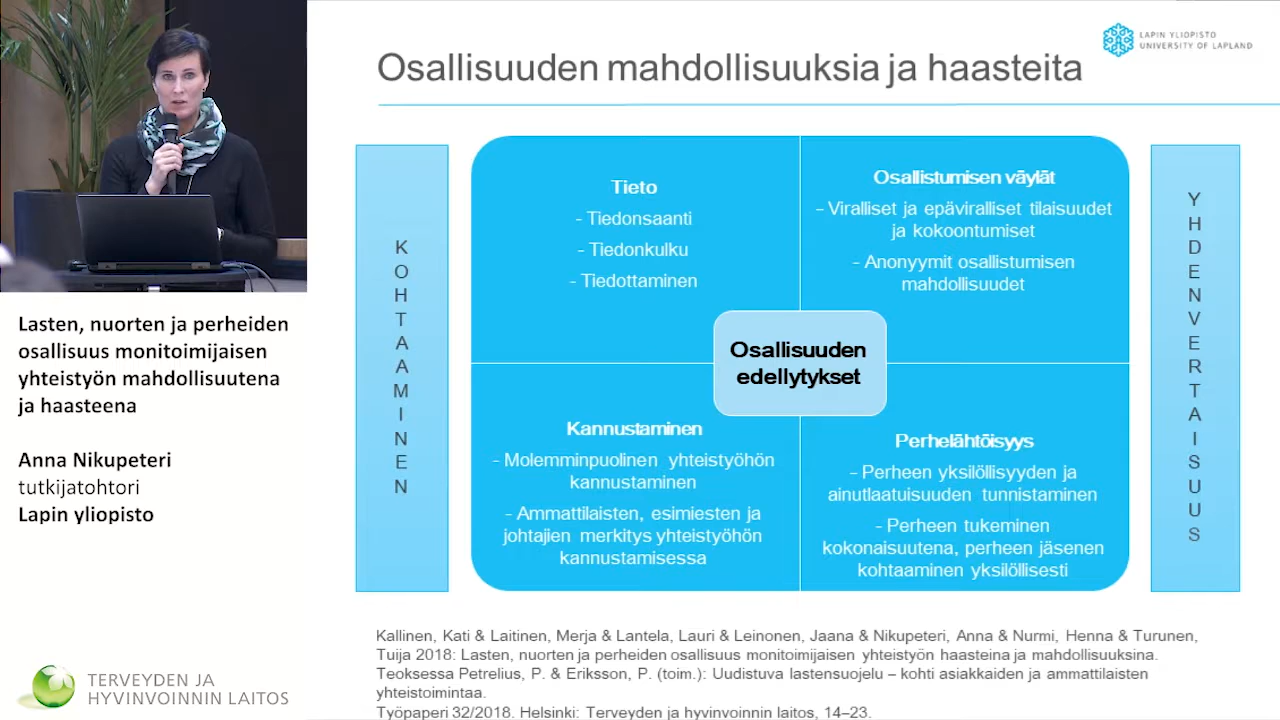 LAPIN YLIOPISTO
UNIVERSITY OF LAPLAND
Osallisuuden mahdollisuuksia ja haasteita
KOHTAAMINEN
Tieto
- Tiedonsaanti
- Tiedonkulku
- Tiedottaminen
Osallistumisen väylät
- Viralliset ja epäviralliset tilaisuudet
ja kokoontumiset
- Anonyymit osallistumisen
mahdollisuudet
Osallisuuden
edellytykset
Kannustaminen
- Molemminpuolinen yhteistyöhön
kannustaminen
- Ammattilaisten, esimiesten ja
johtajien merkitys yhteistyöhön
kannustamisessa
Perhelähtöisyys
- Perheen yksilöllisyyden ja
ainutlaatuisuuden tunnistaminen
- Perheen tukeminen
kokonaisuutena, perheen jäsenen
kohtaaminen yksilöllisesti
YHDENVERTAISUUS
Kallinen, Kati & Laitinen, Merja & Lantela, Lauri & Leinonen, Jaana & Nikupeteri, Anna & Nurmi, Henna & Turunen,
Tuija 2018: Lasten, nuorten ja perheiden osallisuus monitoimijaisen yhteistyön haasteina ja mahdollisuuksina.
Teoksessa Petrelius, P. & Eriksson, P. (toim.): Uudistuva lastensuojelu – kohti asiakkaiden ja ammattilaisten
yhteistoimintaa.
Työpaperi 32/2018. Helsinki: Terveyden ja hyvinvoinnin laitos, 14–23.
Lasten, nuorten ja perheiden
osallisuus monitoimijaisen
yhteistyön mahdollisuutena
ja haasteena
Anna Nikupeteri
tutkijatohtori
Lapin yliopisto
TERVEYDEN JA
HYVINVOINNIN LAITOS